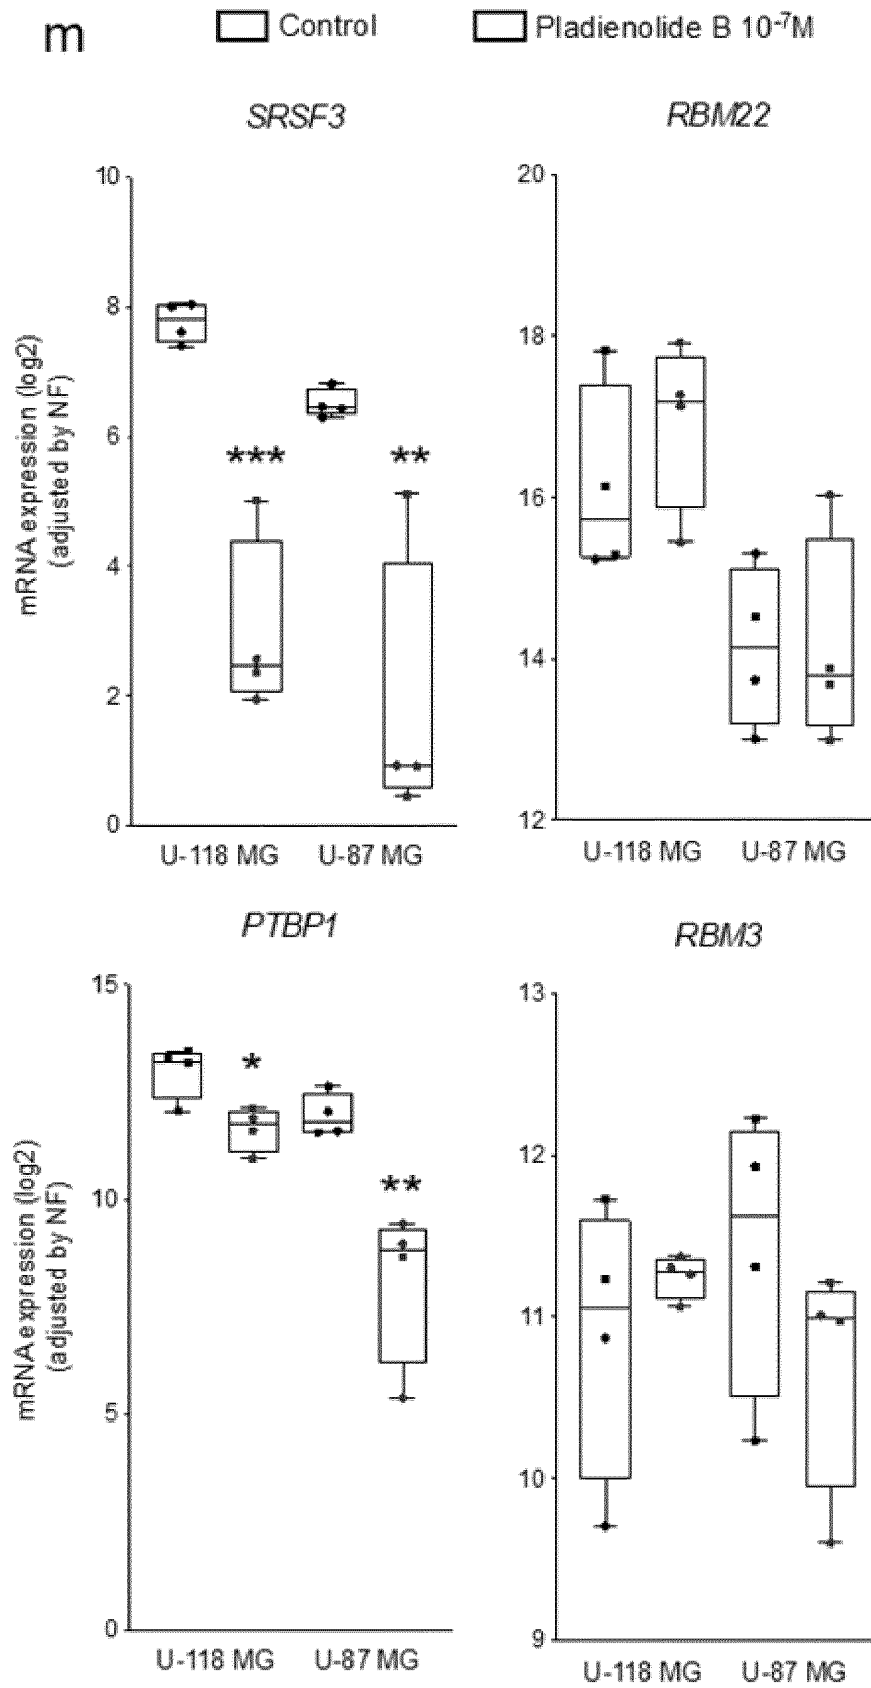 m
Control Pladienolide B 10⁻⁷M
SRSF3 RBM22
mRNA expression (log2)
(adjusted by NF)
10
8
6
4
2
0
*** **
U-118 MG U-87 MG
20
18
16
14
12
U-118 MG U-87 MG
PTBP1 RBM3
mRNA expression (log2)
(adjusted by NF)
15
10
5
0
* **
U-118 MG U-87 MG
13
12
11
10
9
U-118 MG U-87 MG